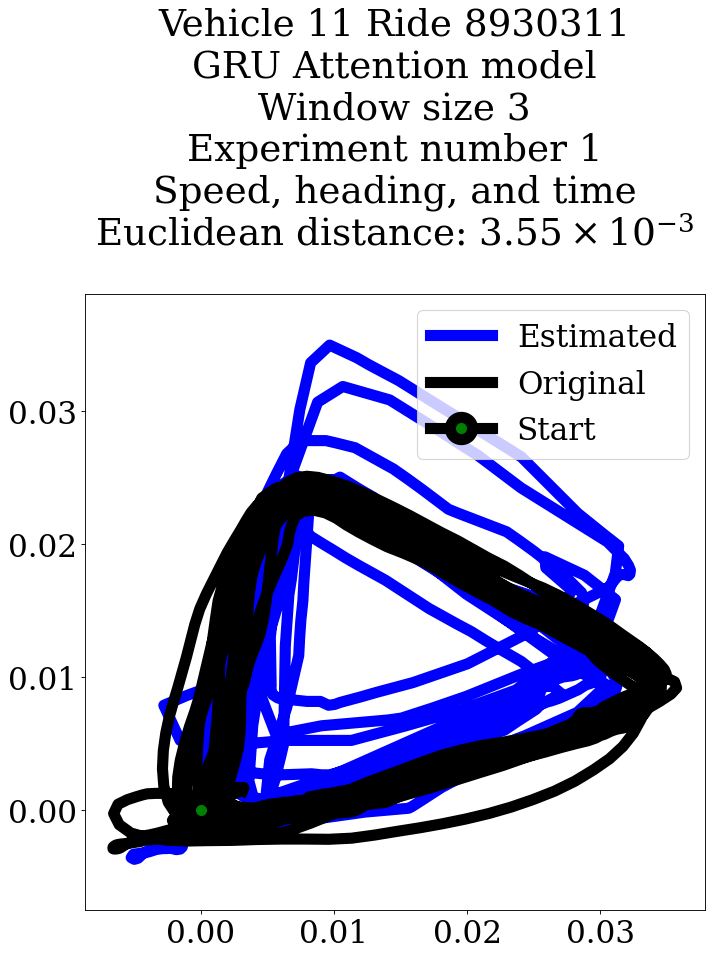 Vehicle 11 Ride 8930311
GRU Attention model
Window size 3
Experiment number 1
Speed, heading, and time
Euclidean distance: 3.55 × 10⁻³
Estimated
Original
Start
0.03
0.02
0.01
0.00
0.00 0.01 0.02 0.03